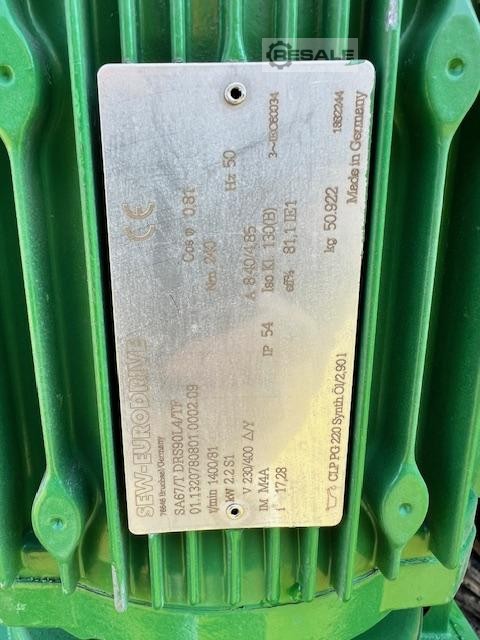 RESALE
SEW-EURODRIVE CE
76646 Bruchsal/Germany
SA67/T DRS90L4/TF
01.1320780801.0002.09
r/min 1400/81 Nm 240 Cos φ 0,81
kW 2.2 S1 Hz 50
V 230/400 Δ/Y A 8,40/4,85
IM M4A IP 54 Iso Kl. 130(B) 3~IEC60034
i 17,28 eff% 81,1 IE1
kg 50.922 1882244
CLP PG 220 Synth.Öl/2,90 l Made in Germany